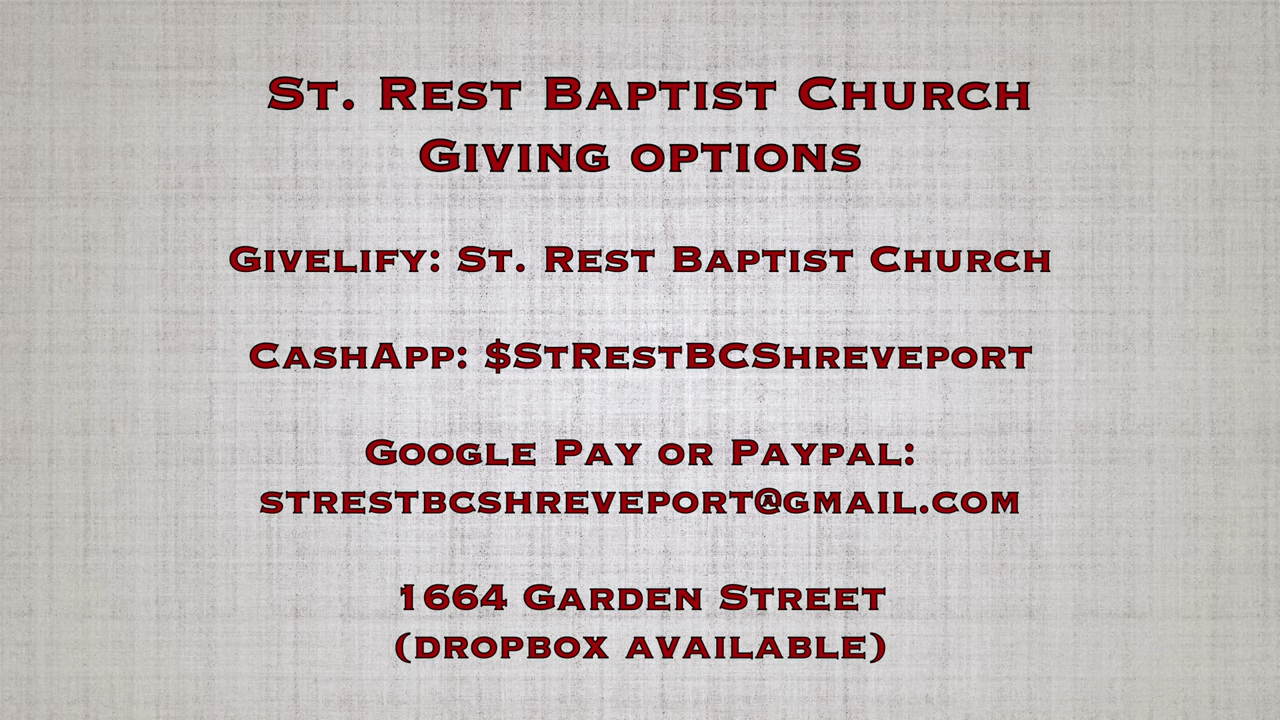 St. Rest Baptist Church
Giving options
Givelify: St. Rest Baptist Church
CashApp: $StRestBCShreveport
Google Pay or Paypal:
strestbcshreveport@gmail.com
1664 Garden Street
(dropbox available)